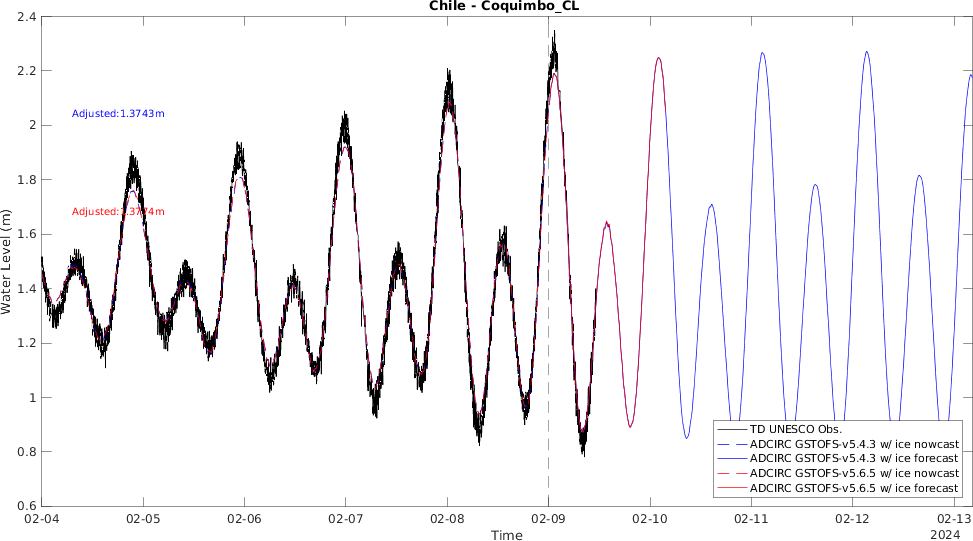 Chile - Coquimbo_CL
2.4
2.2
2
1.8
1.6
1.4
1.2
1
0.8
0.6
Water Level (m)
Adjusted:1.3743m
Adjusted:1.3774m
TD UNESCO Obs.
ADCIRC GSTOFS-v5.4.3 w/ ice nowcast
ADCIRC GSTOFS-v5.4.3 w/ ice forecast
ADCIRC GSTOFS-v5.6.5 w/ ice nowcast
ADCIRC GSTOFS-v5.6.5 w/ ice forecast
02-04 02-05 02-06 02-07 02-08 02-09 02-10 02-11 02-12 02-13
Time
2024